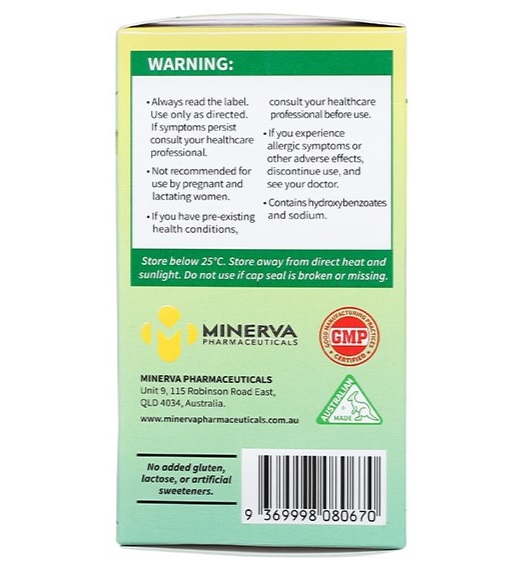 WARNING:
• Always read the label.
Use only as directed.
If symptoms persist
consult your healthcare
professional.
• Not recommended for
use by pregnant and
lactating women.
• If you have pre-existing
health conditions,
consult your healthcare
professional before use.
• If you experience
allergic symptoms or
other adverse effects,
discontinue use, and
see your doctor.
• Contains hydroxybenzoates
and sodium.
Store below 25°C. Store away from direct heat and
sunlight. Do not use if cap seal is broken or missing.
MINERVA
PHARMACEUTICALS
GOOD MANUFACTURING PRACTICES
GMP
CERTIFIED
MINERVA PHARMACEUTICALS
Unit 9, 115 Robinson Road East,
QLD 4034, Australia.
www.minervapharmaceuticals.com.au
AUSTRALIAN
MADE
No added gluten,
lactose, or artificial
sweeteners.
9 369998 080670